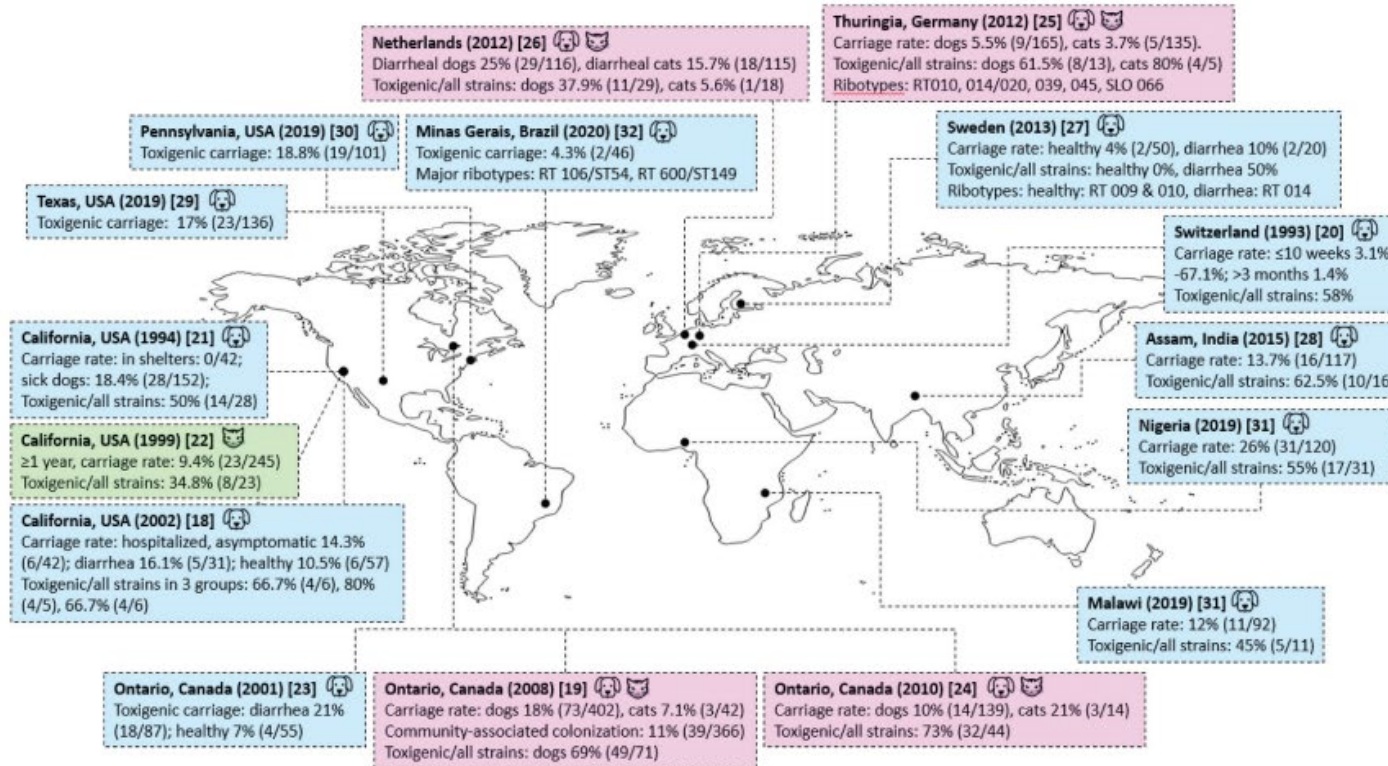 Netherlands (2012) [26]
Diarrheal dogs 25% (29/116), diarrheal cats 15.7% (18/115)
Toxigenic/all strains: dogs 37.9% (11/29), cats 5.6% (1/18)
Thuringia, Germany (2012) [25]
Carriage rate: dogs 5.5% (9/165), cats 3.7% (5/135).
Toxigenic/all strains: dogs 61.5% (8/13), cats 80% (4/5)
Ribotypes: RT010, 014/020, 039, 045, SLO 066
Pennsylvania, USA (2019) [30]
Toxigenic carriage: 18.8% (19/101)
Minas Gerais, Brazil (2020) [32]
Toxigenic carriage: 4.3% (2/46)
Major ribotypes: RT 106/ST54, RT 600/ST149
Sweden (2013) [27]
Carriage rate: healthy 4% (2/50), diarrhea 10% (2/20)
Toxigenic/all strains: healthy 0%, diarrhea 50%
Ribotypes: healthy: RT 009 & 010, diarrhea: RT 014
Texas, USA (2019) [29]
Toxigenic carriage: 17% (23/136)
Switzerland (1993) [20]
Carriage rate: ≤10 weeks 3.1%
-67.1%; >3 months 1.4%
Toxigenic/all strains: 58%
California, USA (1994) [21]
Carriage rate: in shelters: 0/42;
sick dogs: 18.4% (28/152);
Toxigenic/all strains: 50% (14/28)
Assam, India (2015) [28]
Carriage rate: 13.7% (16/117)
Toxigenic/all strains: 62.5% (10/16
California, USA (1999) [22]
≥1 year, carriage rate: 9.4% (23/245)
Toxigenic/all strains: 34.8% (8/23)
Nigeria (2019) [31]
Carriage rate: 26% (31/120)
Toxigenic/all strains: 55% (17/31)
California, USA (2002) [18]
Carriage rate: hospitalized, asymptomatic 14.3%
(6/42); diarrhea 16.1% (5/31); healthy 10.5% (6/57)
Toxigenic/all strains in 3 groups: 66.7% (4/6), 80%
(4/5), 66.7% (4/6)
Malawi (2019) [31]
Carriage rate: 12% (11/92)
Toxigenic/all strains: 45% (5/11)
Ontario, Canada (2001) [23]
Toxigenic carriage: diarrhea 21%
(18/87); healthy 7% (4/55)
Ontario, Canada (2008) [19]
Carriage rate: dogs 18% (73/402), cats 7.1% (3/42)
Community-associated colonization: 11% (39/366)
Toxigenic/all strains: dogs 69% (49/71)
Ontario, Canada (2010) [24]
Carriage rate: dogs 10% (14/139), cats 21% (3/14)
Toxigenic/all strains: 73% (32/44)